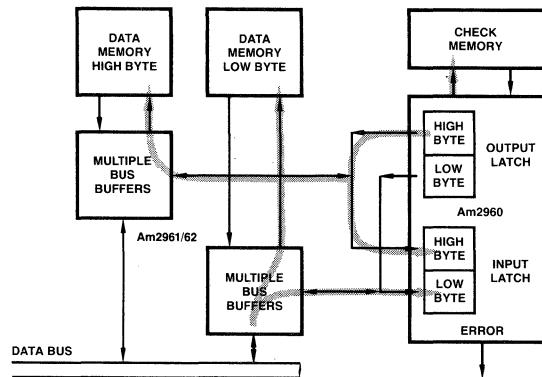 DATA
MEMORY
HIGH BYTE
DATA
MEMORY
LOW BYTE
CHECK
MEMORY
MULTIPLE
BUS
BUFFERS
HIGH
BYTE
LOW
BYTE
OUTPUT
LATCH
Am2960
Am2961/62
MULTIPLE
BUS
BUFFERS
HIGH
BYTE
LOW
BYTE
INPUT
LATCH
ERROR
DATA BUS